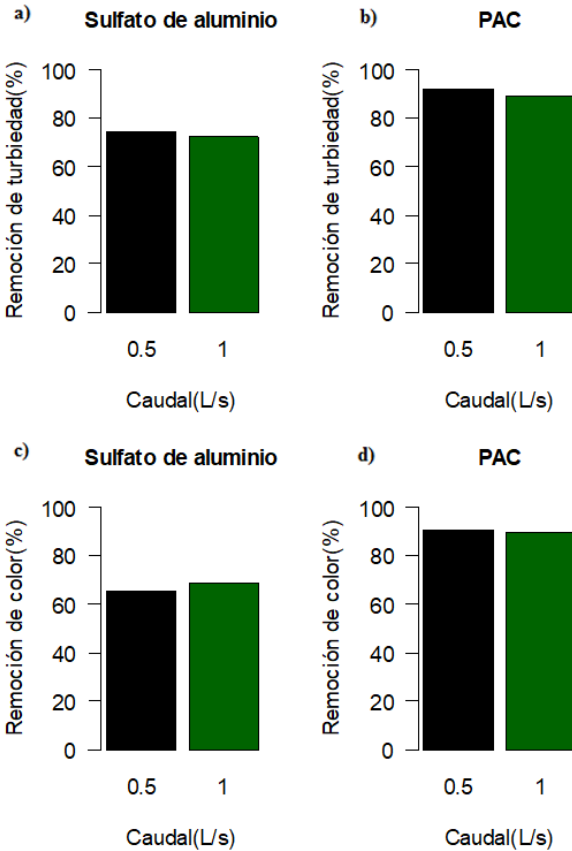 a) Sulfato de aluminio
Remoción de turbiedad(%)
100
80
60
40
20
0
0.5 1
Caudal(L/s)
b) PAC
Remoción de turbiedad(%)
100
80
60
40
20
0
0.5 1
Caudal(L/s)
c) Sulfato de aluminio
Remoción de color(%)
100
80
60
40
20
0
0.5 1
Caudal(L/s)
d) PAC
Remoción de color(%)
100
80
60
40
20
0
0.5 1
Caudal(L/s)